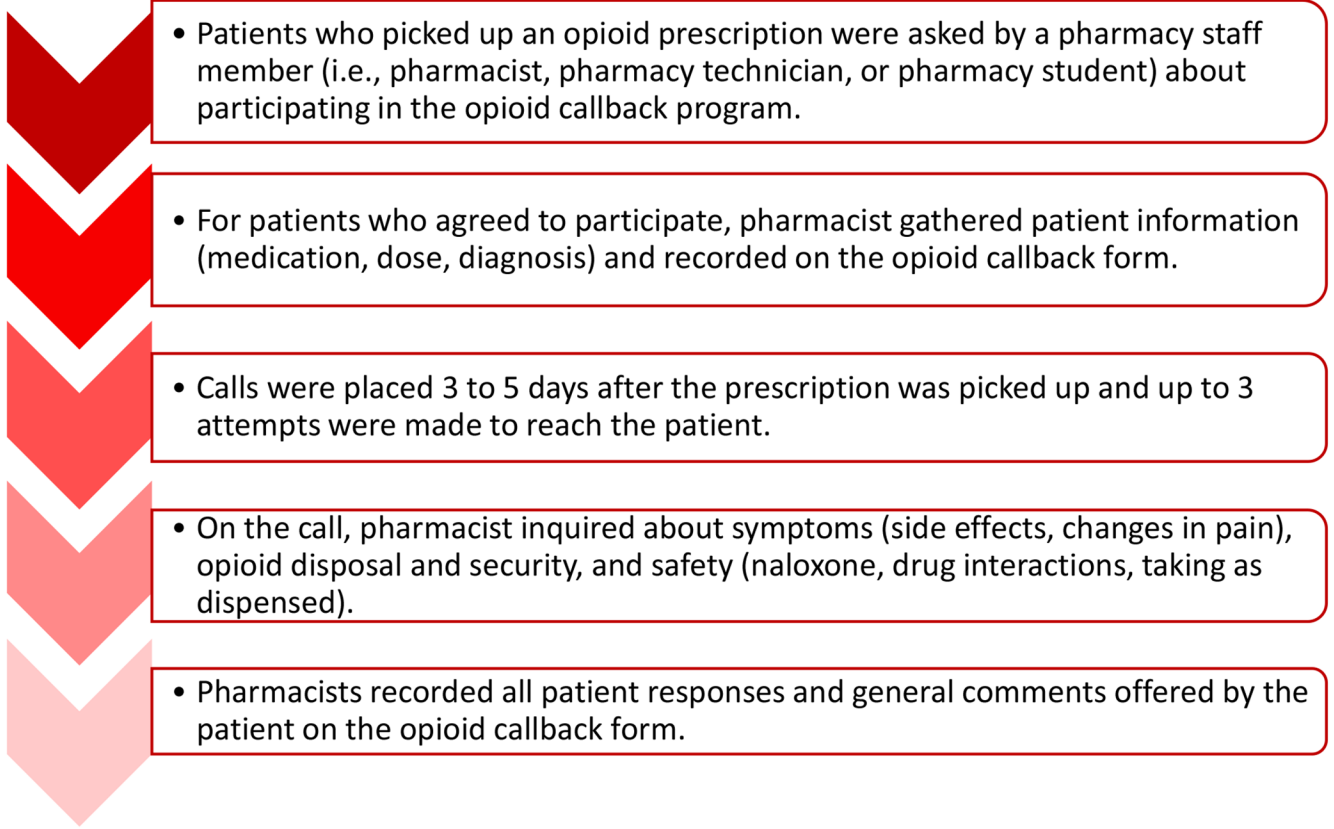 • Patients who picked up an opioid prescription were asked by a pharmacy staff
member (i.e., pharmacist, pharmacy technician, or pharmacy student) about
participating in the opioid callback program.
• For patients who agreed to participate, pharmacist gathered patient information
(medication, dose, diagnosis) and recorded on the opioid callback form.
• Calls were placed 3 to 5 days after the prescription was picked up and up to 3
attempts were made to reach the patient.
• On the call, pharmacist inquired about symptoms (side effects, changes in pain),
opioid disposal and security, and safety (naloxone, drug interactions, taking as
dispensed).
• Pharmacists recorded all patient responses and general comments offered by the
patient on the opioid callback form.